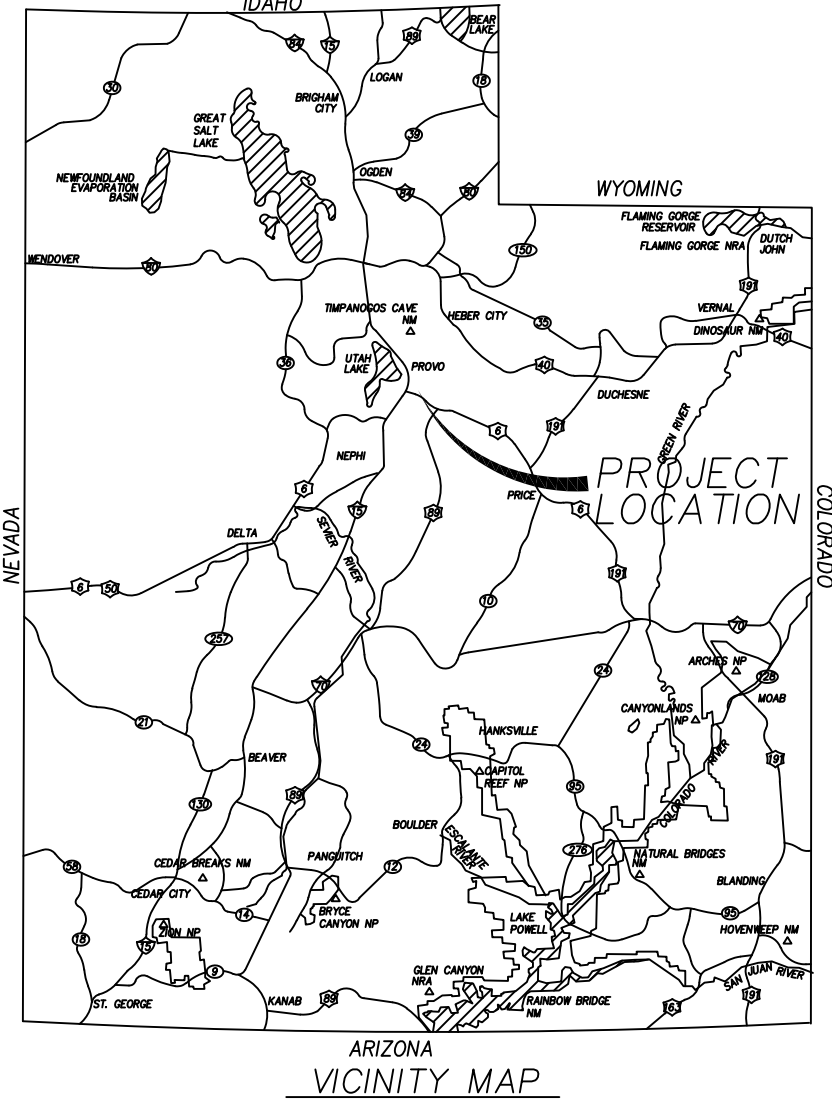 IDAHO
BEAR
LAKE
84
15
89
LOGAN
18
30
BRIGHAM
CITY
GREAT
SALT
LAKE
39
OGDEN
NEWFOUNDLAND
EVAPORATION
BASIN
84
80
WYOMING
FLAMING GORGE
RESERVOIR
FLAMING GORGE NRA
DUTCH
JOHN
150
WENDOVER
80
191
TIMPANOGOS CAVE
NM
HEBER CITY
35
VERNAL
DINOSAUR NM
40
36
UTAH
LAKE
PROVO
40
DUCHESNE
6
191
GREEN RIVER
NEPHI
PROJECT
LOCATION
6
PRICE
6
15
89
NEVADA
COLORADO
DELTA
SEVIER
RIVER
191
6
50
10
257
70
24
ARCHES NP
128
70
MOAB
CANYONLANDS
NP
21
24
HANKSVILLE
RIVER
COLORADO
BEAVER
191
CAPITOL
REEF NP
95
130
89
BOULDER
ESCALANTE
RIVER
276
NATURAL BRIDGES
NM
58
CEDAR BREAKS NM
PANGUITCH
12
BLANDING
CEDAR CITY
BRYCE
CANYON NP
14
LAKE
POWELL
95
HOVENWEEP NM
18
15
ZION NP
9
GLEN CANYON
NRA
SAN JUAN RIVER
ST. GEORGE
KANAB
89
RAINBOW BRIDGE
NM
163
191
ARIZONA
VICINITY MAP